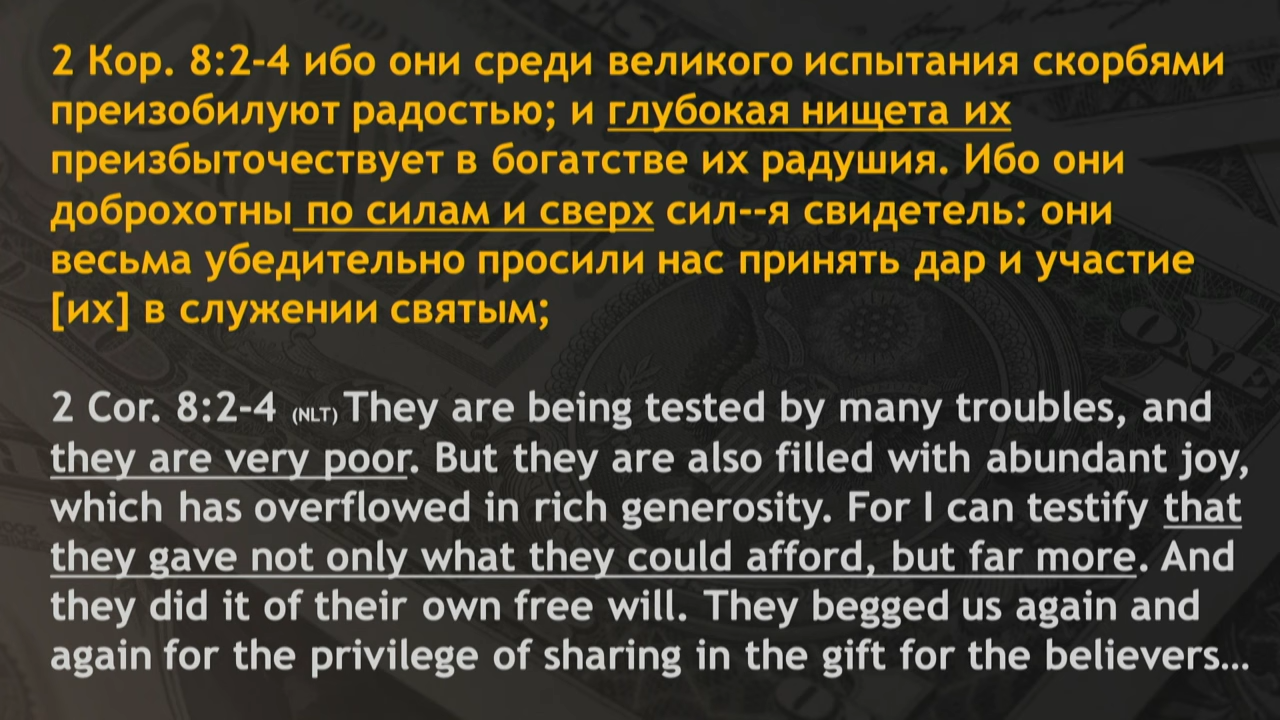 2 Кор. 8:2-4 ибо они среди великого испытания скорбями
преизобилуют радостью; и глубокая нищета их
преизбыточествует в богатстве их радушия. Ибо они
доброхотны по силам и сверх сил--я свидетель: они
весьма убедительно просили нас принять дар и участие
[их] в служении святым;
2 Cor. 8:2-4 (NLT) They are being tested by many troubles, and
they are very poor. But they are also filled with abundant joy,
which has overflowed in rich generosity. For I can testify that
they gave not only what they could afford, but far more. And
they did it of their own free will. They begged us again and
again for the privilege of sharing in the gift for the believers...